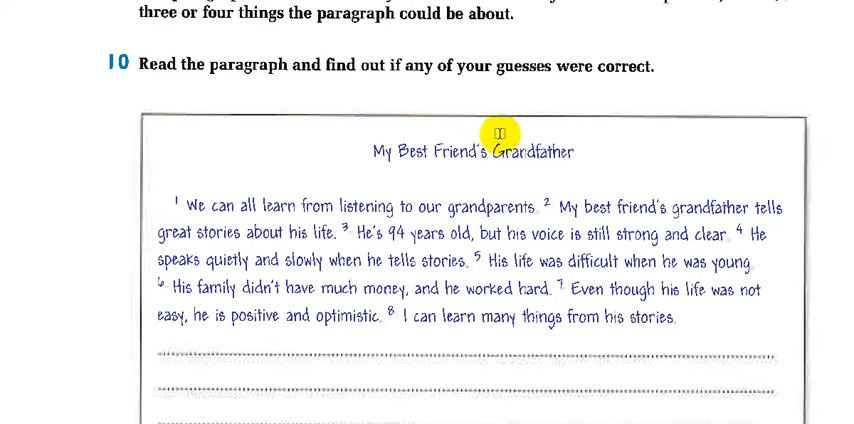 three or four things the paragraph could be about.
10 Read the paragraph and find out if any of your guesses were correct.
My Best Friend's Grandfather
1 We can all learn from listening to our grandparents. 2 My best friend's grandfather tells
great stories about his life. 3 He's 94 years old, but his voice is still strong and clear. 4 He
speaks quietly and slowly when he tells stories. 5 His life was difficult when he was young.
6 His family didn't have much money, and he worked hard. 7 Even though his life was not
easy, he is positive and optimistic. 8 I can learn many things from his stories.